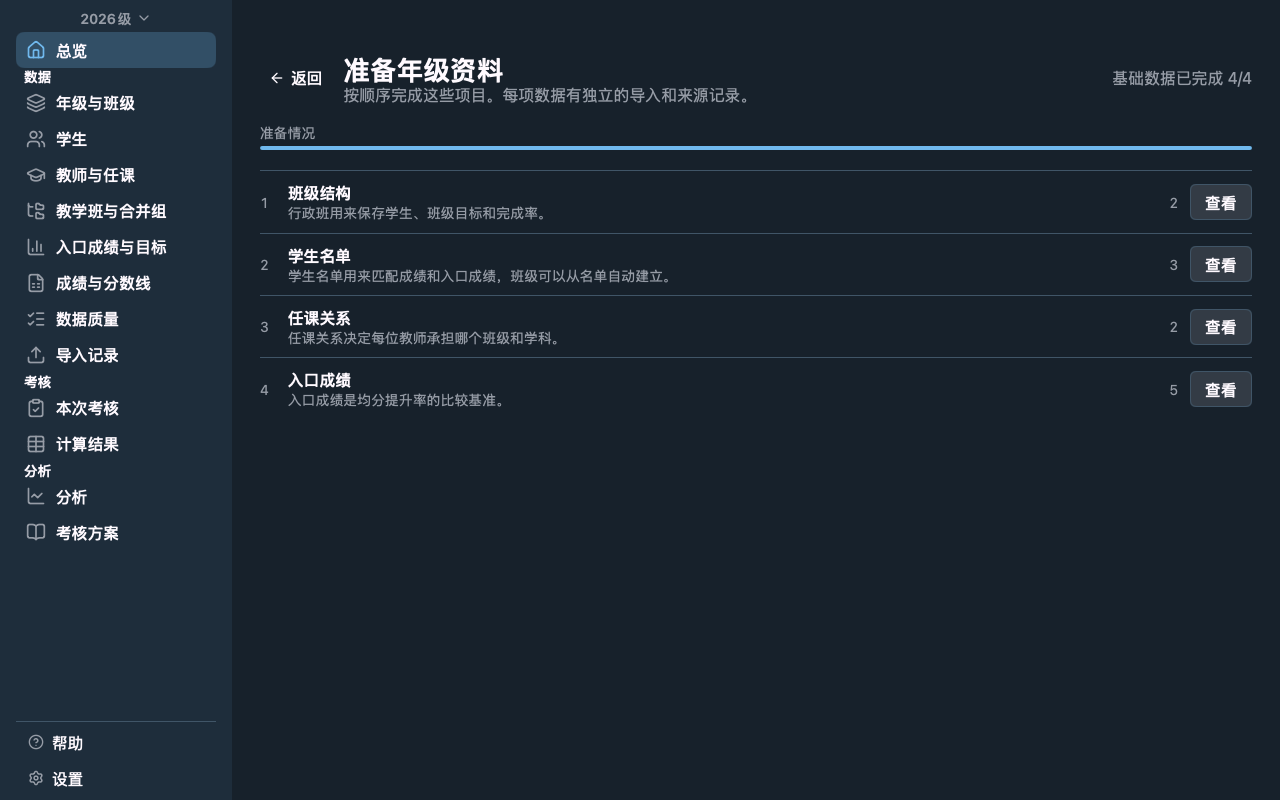 2026级
总览
数据
年级与班级
学生
教师与任课
教学班与合并组
入口成绩与目标
成绩与分数线
数据质量
导入记录
考核
本次考核
计算结果
分析
分析
考核方案
帮助
设置
返回
准备年级资料
按顺序完成这些项目。每项数据有独立的导入和来源记录。
基础数据已完成 4/4
准备情况
1
班级结构
行政班用来保存学生、班级目标和完成率。
2
查看
2
学生名单
学生名单用来匹配成绩和入口成绩，班级可以从名单自动建立。
3
查看
3
任课关系
任课关系决定每位教师承担哪个班级和学科。
2
查看
4
入口成绩
入口成绩是均分提升率的比较基准。
5
查看